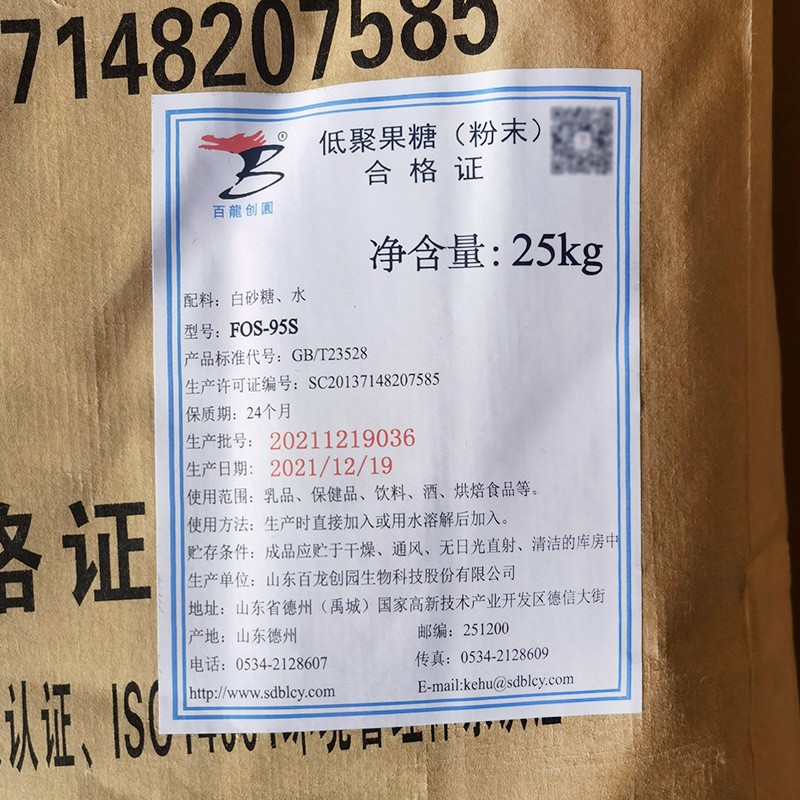 7148207585
®
百龍创園
低聚果糖（粉末）
合格证
净含量：25kg
配料：白砂糖、水
型号：FOS-95S
产品标准代号：GB/T23528
生产许可证编号：SC20137148207585
保质期：24个月
生产批号：20211219036
生产日期：2021/12/19
使用范围：乳品、保健品、饮料、酒、烘焙食品等。
使用方法：生产时直接加入或用水溶解后加入。
贮存条件：成品应贮于干燥、通风、无日光直射、清洁的库房中
生产单位：山东百龙创园生物科技股份有限公司
地址：山东省德州（禹城）国家高新技术产业开发区德信大街
产地：山东德州 邮编：251200
电话：0534-2128607 传真：0534-2128609
http://www.sdblcy.com E-mail:kehu@sdblcy.com
格证
认证、ISO